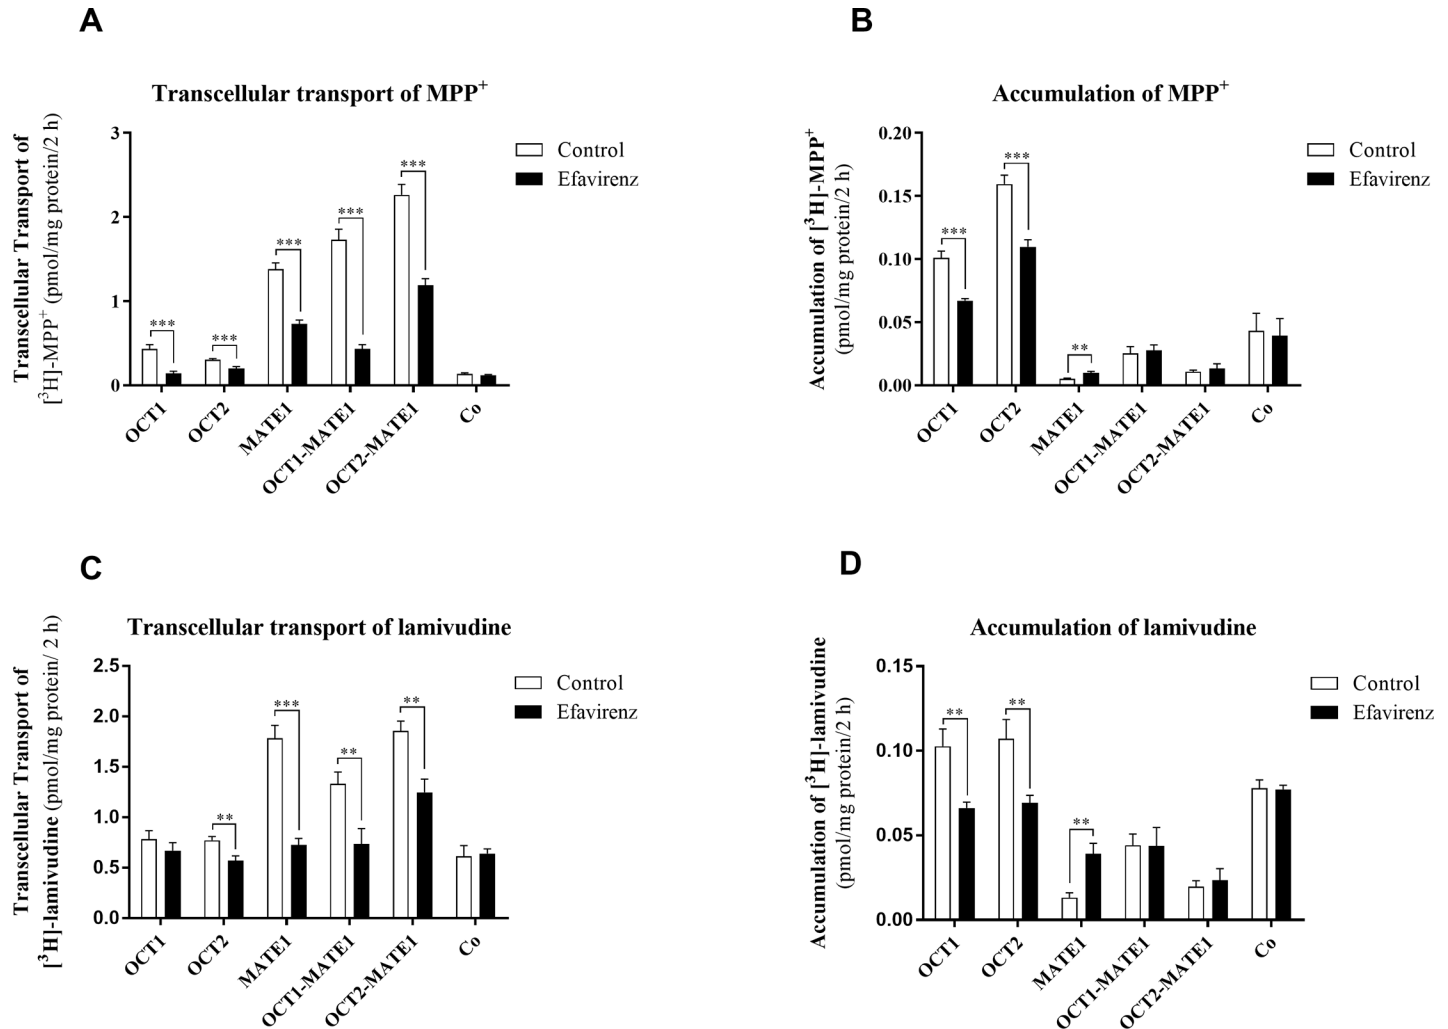 A
Transcellular transport of MPP⁺
Transcellular Transport of
[³H]-MPP⁺ (pmol/mg protein/2 h)
3
2
1
0
***
***
***
***
***
OCT1
OCT2
MATE1
OCT1-MATE1
OCT2-MATE1
Co
Control
Efavirenz
B
Accumulation of MPP⁺
Accumulation of [³H]-MPP⁺
(pmol/mg protein/2 h)
0.20
0.15
0.10
0.05
0.00
***
***
**
OCT1
OCT2
MATE1
OCT1-MATE1
OCT2-MATE1
Co
Control
Efavirenz
C
Transcellular transport of lamivudine
Transcellular Transport of
[³H]-lamivudine (pmol/mg protein/ 2 h)
2.5
2.0
1.5
1.0
0.5
0.0
**
***
**
**
OCT1
OCT2
MATE1
OCT1-MATE1
OCT2-MATE1
Co
Control
Efavirenz
D
Accumulation of lamivudine
Accumulation of [³H]-lamivudine
(pmol/mg protein/2 h)
0.15
0.10
0.05
0.00
**
**
**
OCT1
OCT2
MATE1
OCT1-MATE1
OCT2-MATE1
Co
Control
Efavirenz